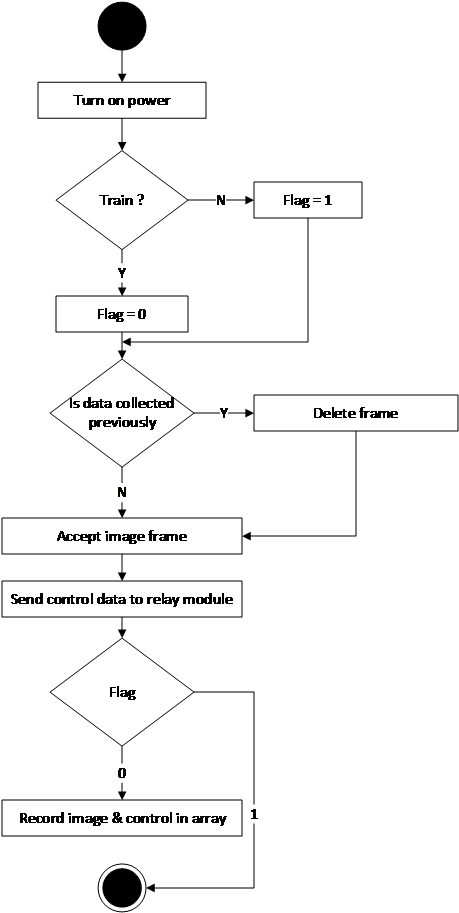 Turn on power
Train ?
N
Flag = 1
Y
Flag = 0
Is data collected
previously
Y
Delete frame
N
Accept image frame
Send control data to relay module
Flag
0
Record image & control in array
1